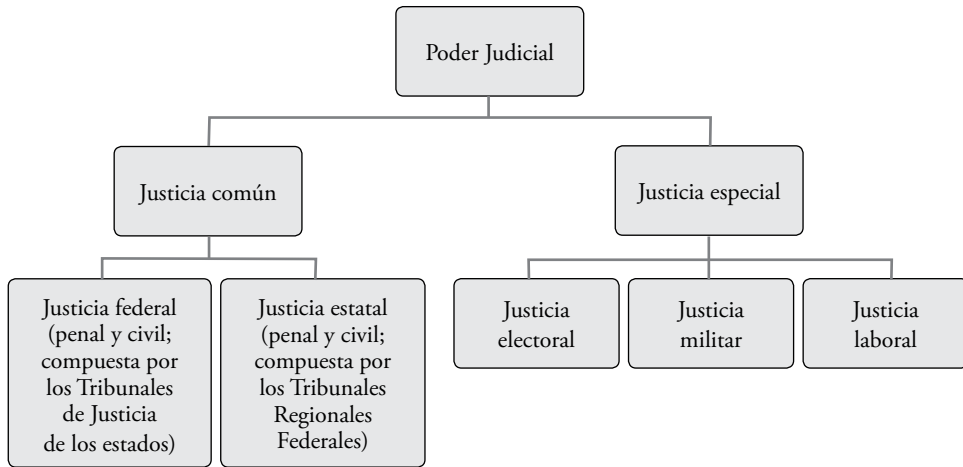 Poder Judicial
Justicia común
Justicia especial
Justicia federal
(penal y civil;
compuesta por
los Tribunales
de Justicia
de los estados)
Justicia estatal
(penal y civil;
compuesta por
los Tribunales
Regionales
Federales)
Justicia
electoral
Justicia
militar
Justicia
laboral